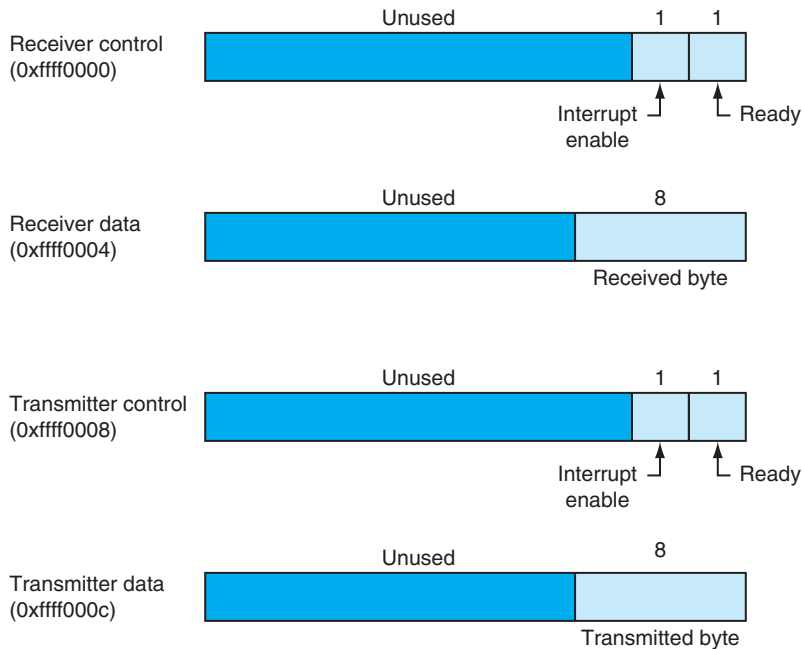 Unused 1 1
Receiver control
(0xffff0000)
Interrupt
enable
Ready
Unused 8
Receiver data
(0xffff0004)
Received byte
Unused 1 1
Transmitter control
(0xffff0008)
Interrupt
enable
Ready
Unused 8
Transmitter data
(0xffff000c)
Transmitted byte